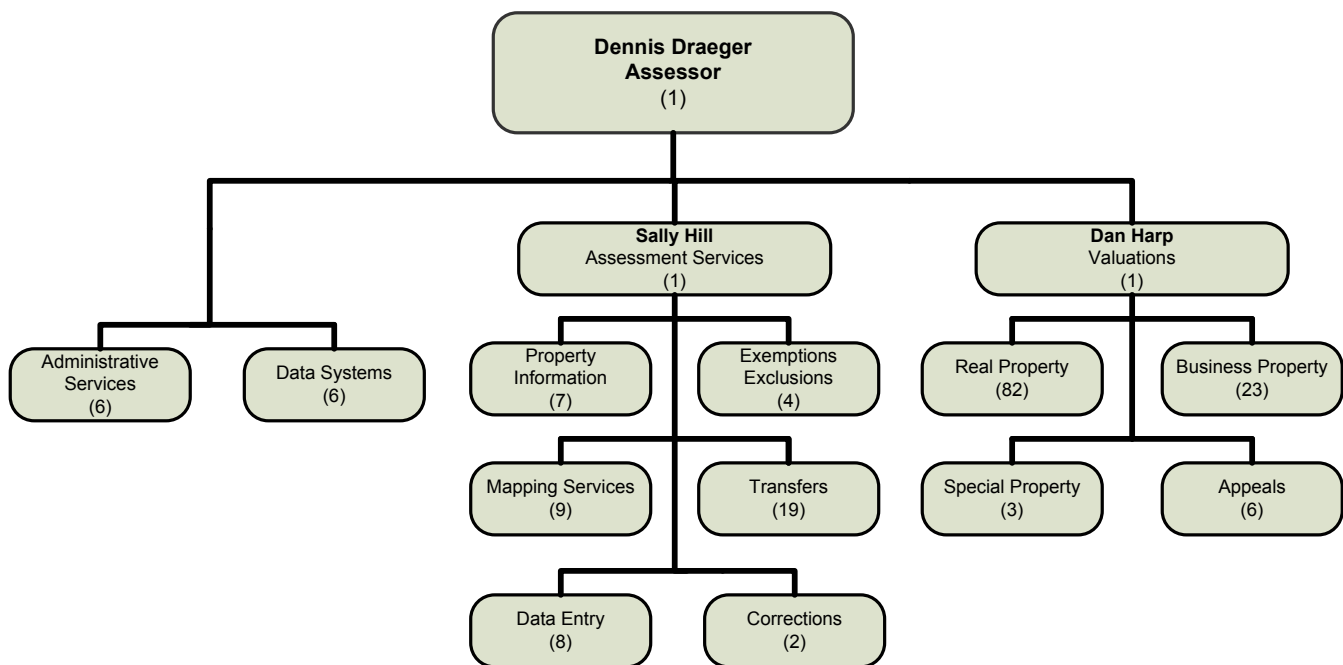 Dennis Draeger
Assessor
(1)
Sally Hill
Assessment Services
(1)
Dan Harp
Valuations
(1)
Administrative
Services
(6)
Data Systems
(6)
Property
Information
(7)
Exemptions
Exclusions
(4)
Real Property
(82)
Business Property
(23)
Mapping Services
(9)
Transfers
(19)
Special Property
(3)
Appeals
(6)
Data Entry
(8)
Corrections
(2)